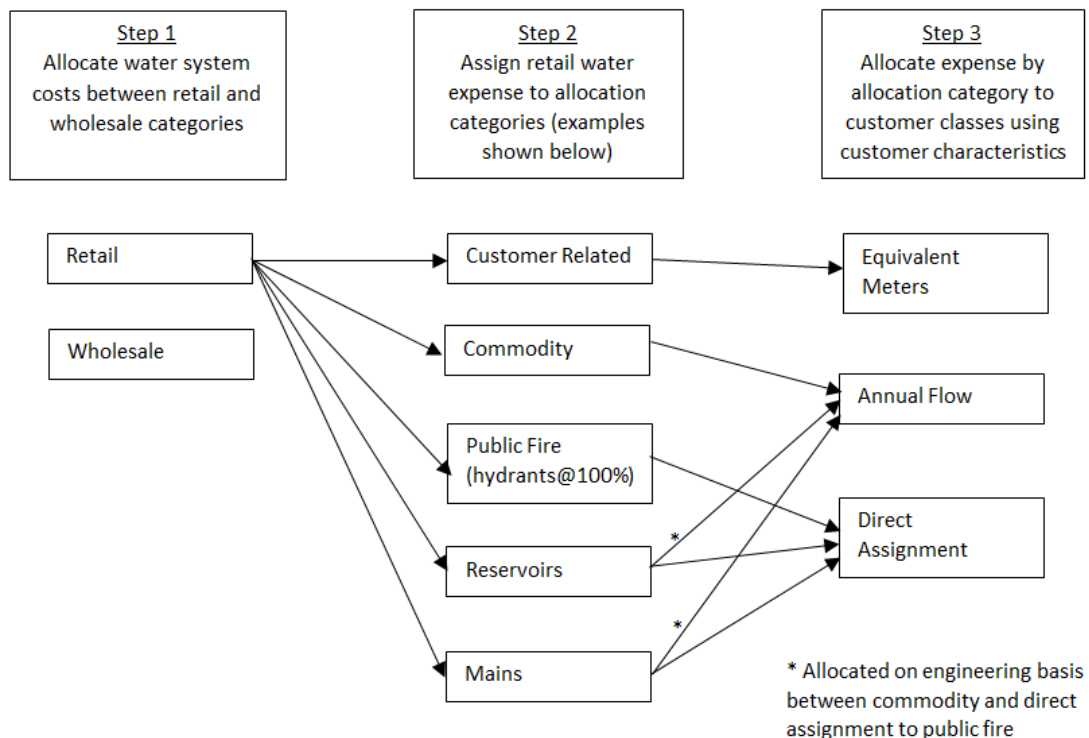 Step 1
Allocate water system
costs between retail and
wholesale categories
Step 2
Assign retail water
expense to allocation
categories (examples
shown below)
Step 3
Allocate expense by
allocation category to
customer classes using
customer characteristics
Retail
Wholesale
Customer Related
Commodity
Public Fire
(hydrants@100%)
Reservoirs
Mains
*
*
Equivalent
Meters
Annual Flow
Direct
Assignment
* Allocated on engineering basis
between commodity and direct
assignment to public fire